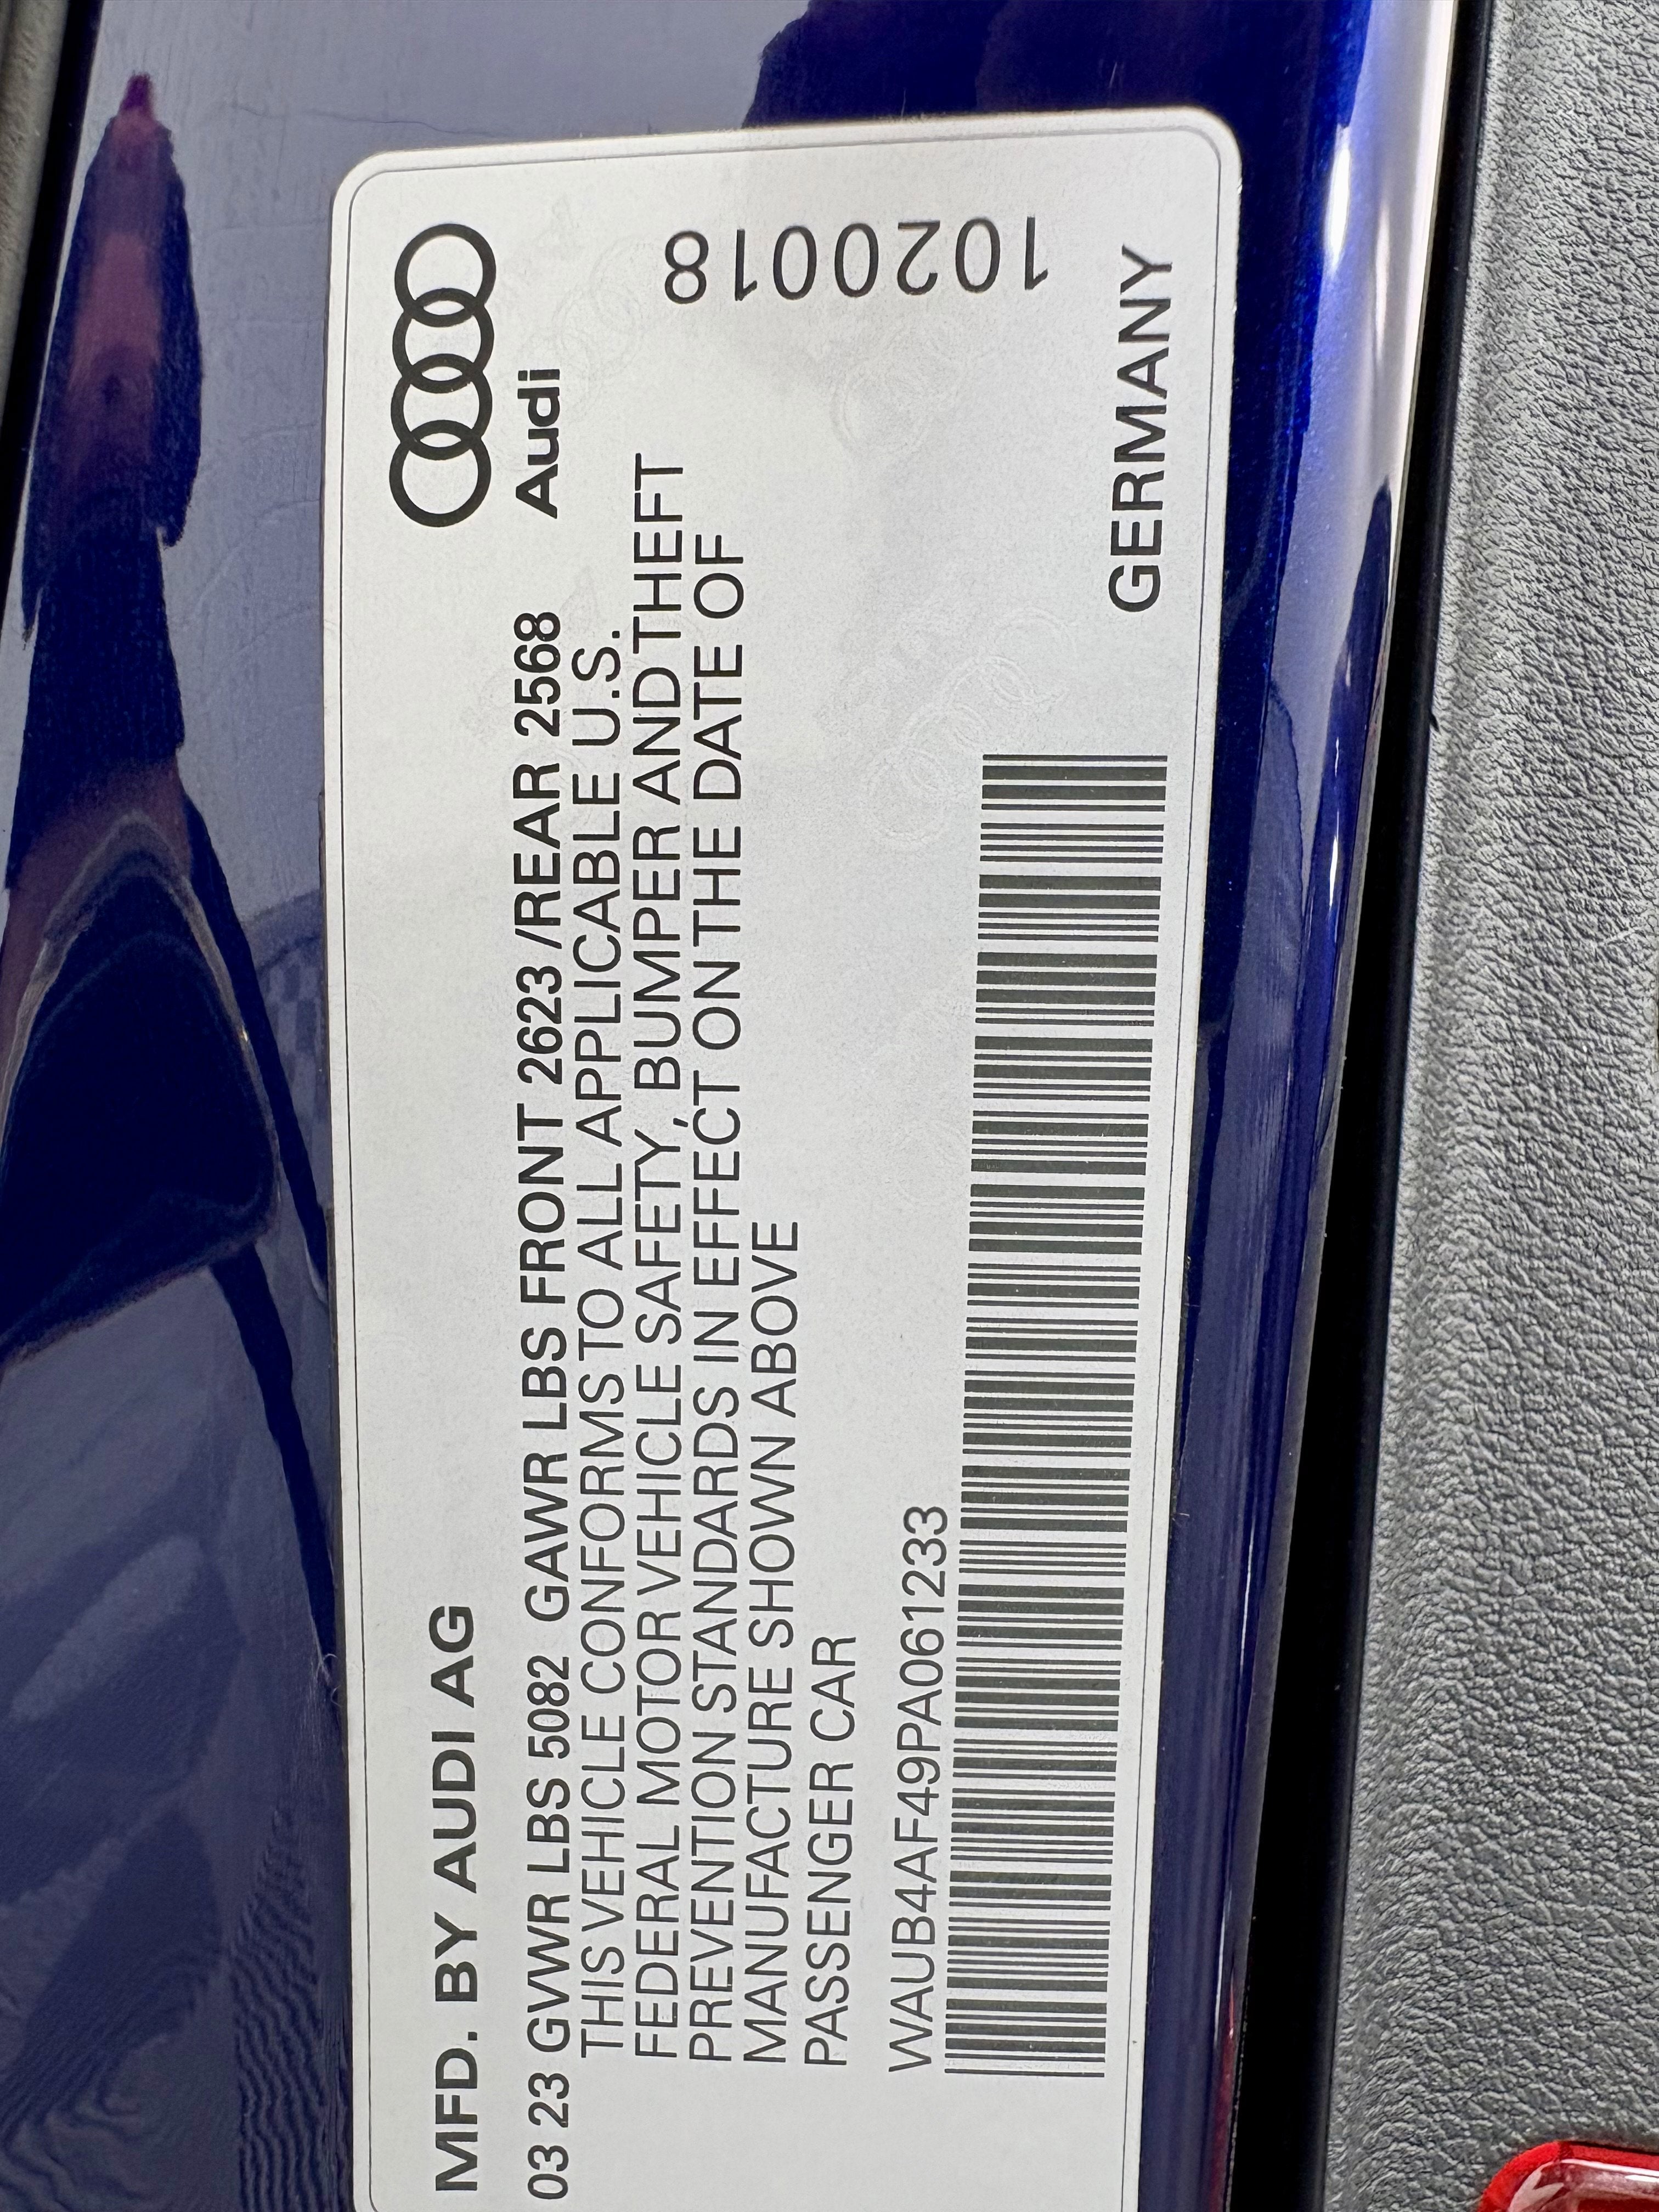 MFD. BY AUDI AG
Audi
03 23 GVWR LBS 5082 GAWR LBS FRONT 2623 /REAR 2568
THIS VEHICLE CONFORMS TO ALL APPLICABLE U.S.
FEDERAL MOTOR VEHICLE SAFETY, BUMPER AND THEFT
PREVENTION STANDARDS IN EFFECT ON THE DATE OF
MANUFACTURE SHOWN ABOVE
PASSENGER CAR
WAUB4AF49PA061233
1020018
GERMANY